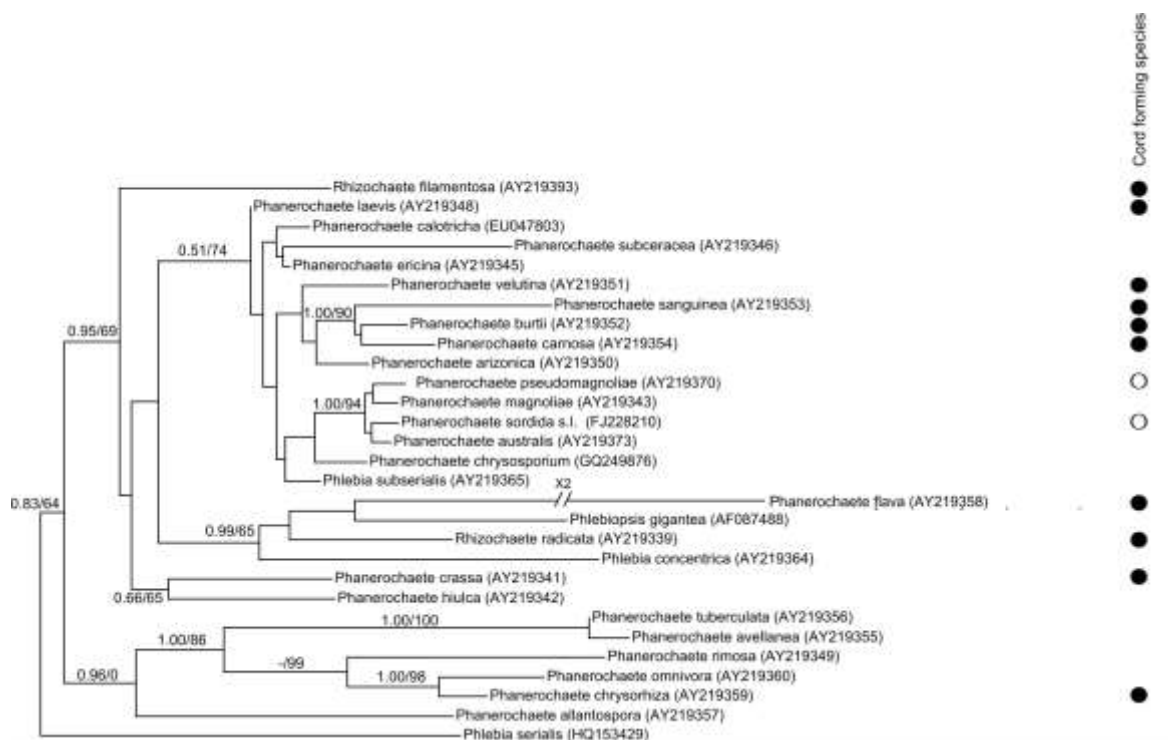 Cord forming species
Rhizochaete filamentosa (AY219393)
Phanerochaete laevis (AY219348)
Phanerochaete calotricha (EU047803)
0.51/74
Phanerochaete subceracea (AY219346)
Phanerochaete ericina (AY219345)
Phanerochaete velutina (AY219351)
Phanerochaete sanguinea (AY219353)
1.00/90
Phanerochaete burtii (AY219352)
0.95/69
Phanerochaete carnosa (AY219354)
Phanerochaete arizonica (AY219350)
Phanerochaete pseudomagnoliae (AY219370)
1.00/94
Phanerochaete magnoliae (AY219343)
Phanerochaete sordida s.l. (FJ228210)
Phanerochaete australis (AY219373)
Phanerochaete chrysosporium (GQ249876)
Phlebia subserialis (AY219365)
X2
0.83/64
Phanerochaete flava (AY219358)
Phlebiopsis gigantea (AF087488)
0.99/65
Rhizochaete radicata (AY219339)
Phlebia concentrica (AY219364)
Phanerochaete crassa (AY219341)
0.66/65
Phanerochaete hiulca (AY219342)
Phanerochaete tuberculata (AY219356)
1.00/100
1.00/86
Phanerochaete avellanea (AY219355)
Phanerochaete rimosa (AY219349)
-/99
0.96/0
1.00/98
Phanerochaete omnivora (AY219360)
Phanerochaete chrysorhiza (AY219359)
Phanerochaete allantospora (AY219357)
Phlebia serialis (HQ153429)